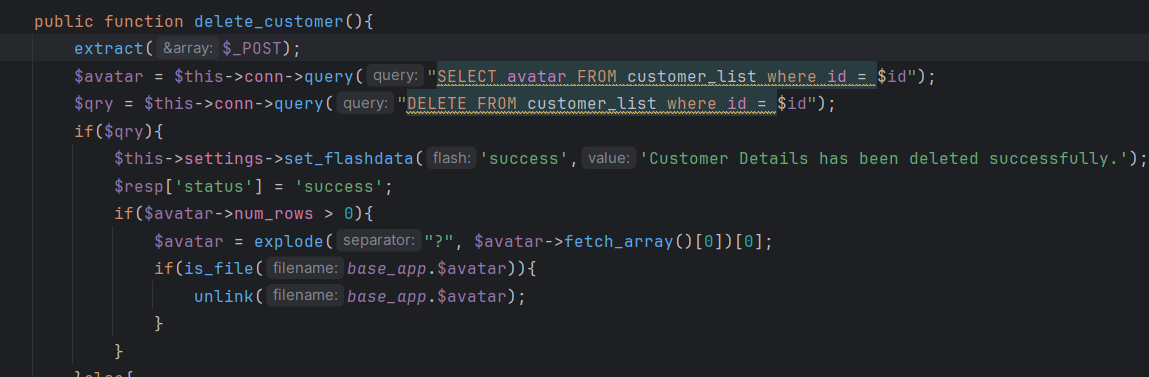 public function delete_customer(){
extract( &array: $_POST);
$avatar = $this->conn->query( query: "SELECT avatar FROM customer_list where id = $id");
$qry = $this->conn->query( query: "DELETE FROM customer_list where id = $id");
if($qry){
$this->settings->set_flashdata( flash: 'success', value: 'Customer Details has been deleted successfully.');
$resp['status'] = 'success';
if($avatar->num_rows > 0){
$avatar = explode( separator: "?", $avatar->fetch_array()[0])[0];
if(is_file( filename: base_app.$avatar)){
unlink( filename: base_app.$avatar);
}
}
}else{